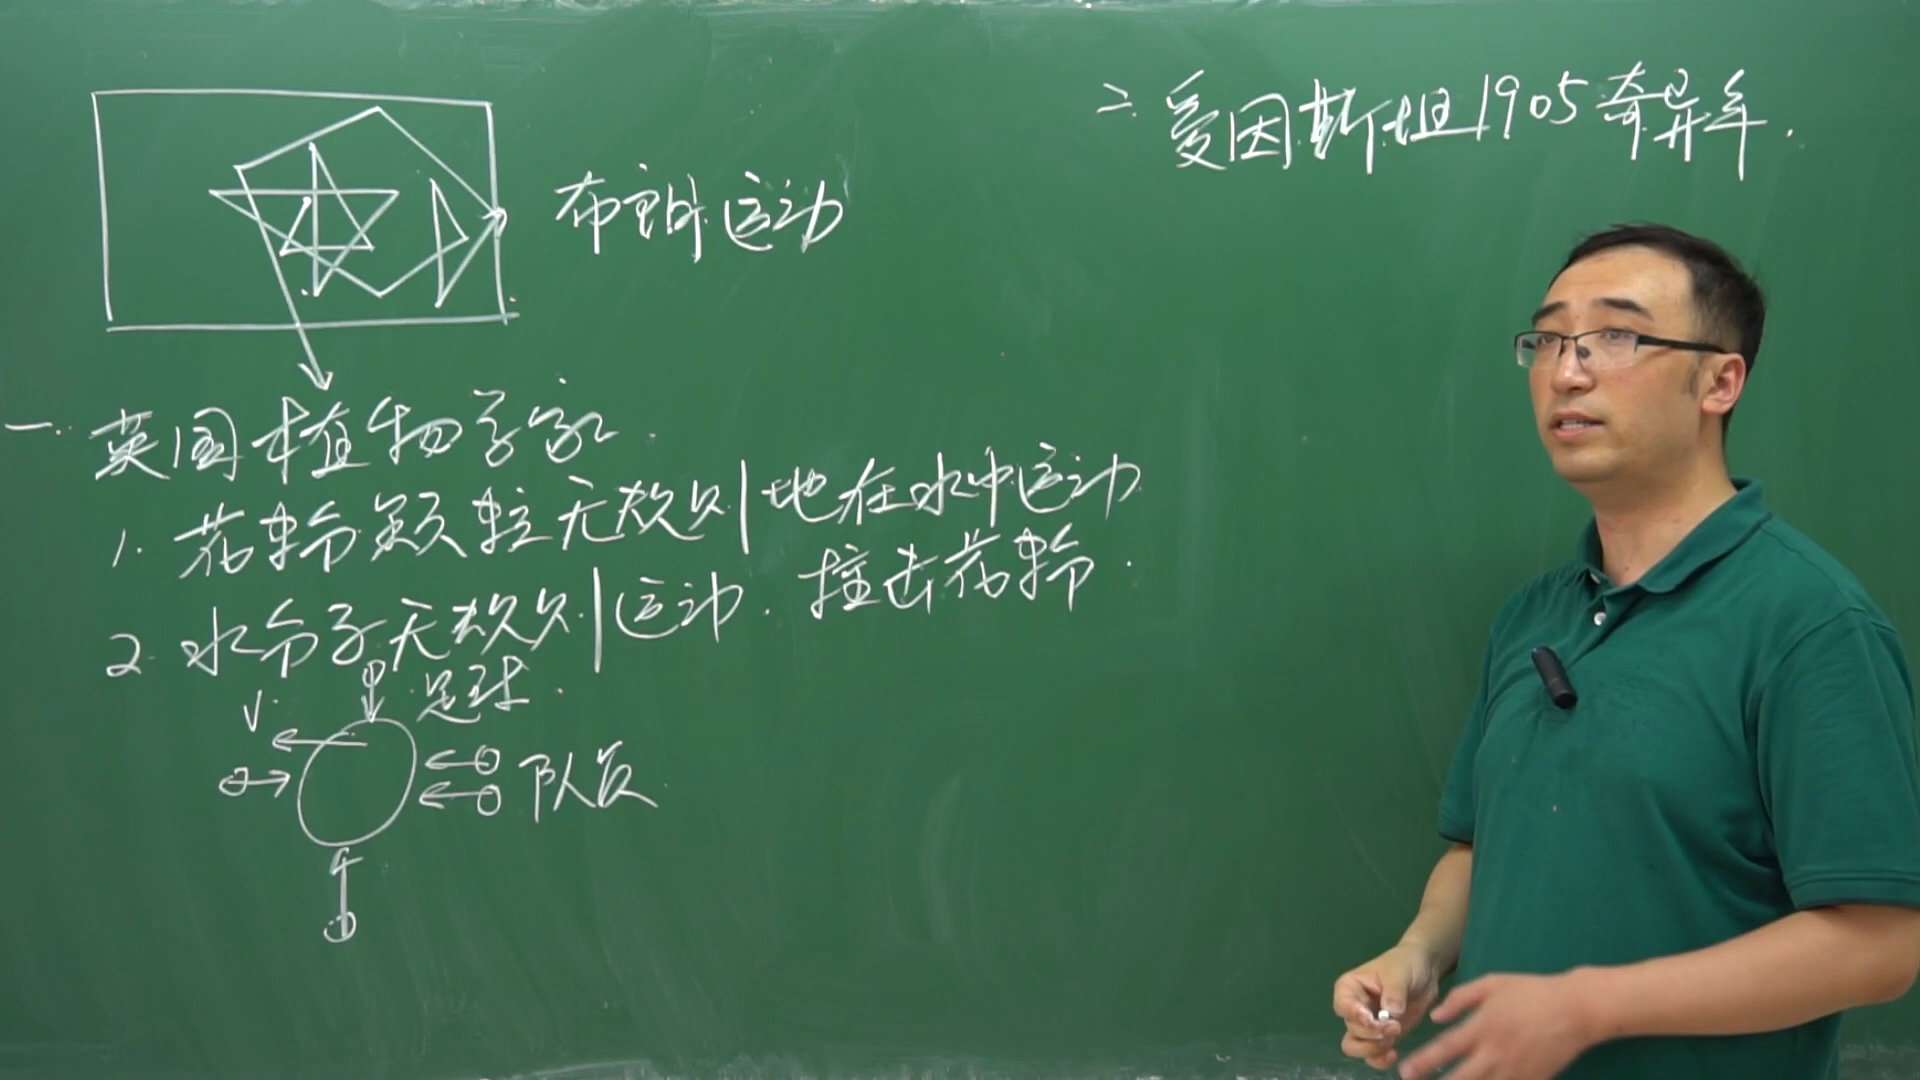 布朗运动
一. 英国植物学家.
1. 花粉颗粒无规则地在水中运动
2. 水分子无规则运动. 撞击花粉.
足球.
V.
队员.
二. 爱因斯坦1905奇异年.